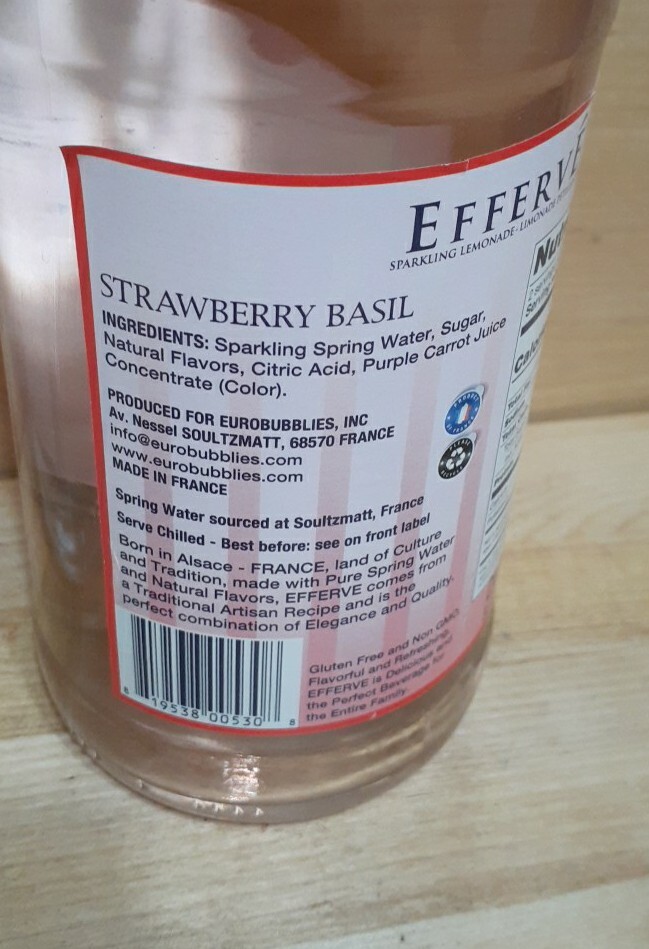 EFFERVE
SPARKLING LEMONADE - LIMONADE
STRAWBERRY BASIL
INGREDIENTS: Sparkling Spring Water, Sugar,
Natural Flavors, Citric Acid, Purple Carrot Juice
Concentrate (Color).
PRODUCED FOR EUROBUBBLIES, INC
Av. Nessel SOULTZMATT, 68570 FRANCE
info@eurobubblies.com
www.eurobubblies.com
MADE IN FRANCE
Spring Water sourced at Soultzmatt, France
Serve Chilled - Best before: see on front label
Born in Alsace - FRANCE, land of Culture
and Tradition, made with Pure Spring Water
and Natural Flavors, EFFERVE comes from
a Traditional Artisan Recipe and is the
perfect combination of Elegance and Quality.
Gluten Free and Non GMO,
Flavorful and Refreshing,
EFFERVE is Delicious and
the Perfect Beverage for
the Entire Family.
8 19538 00530 8
Nu
Calo